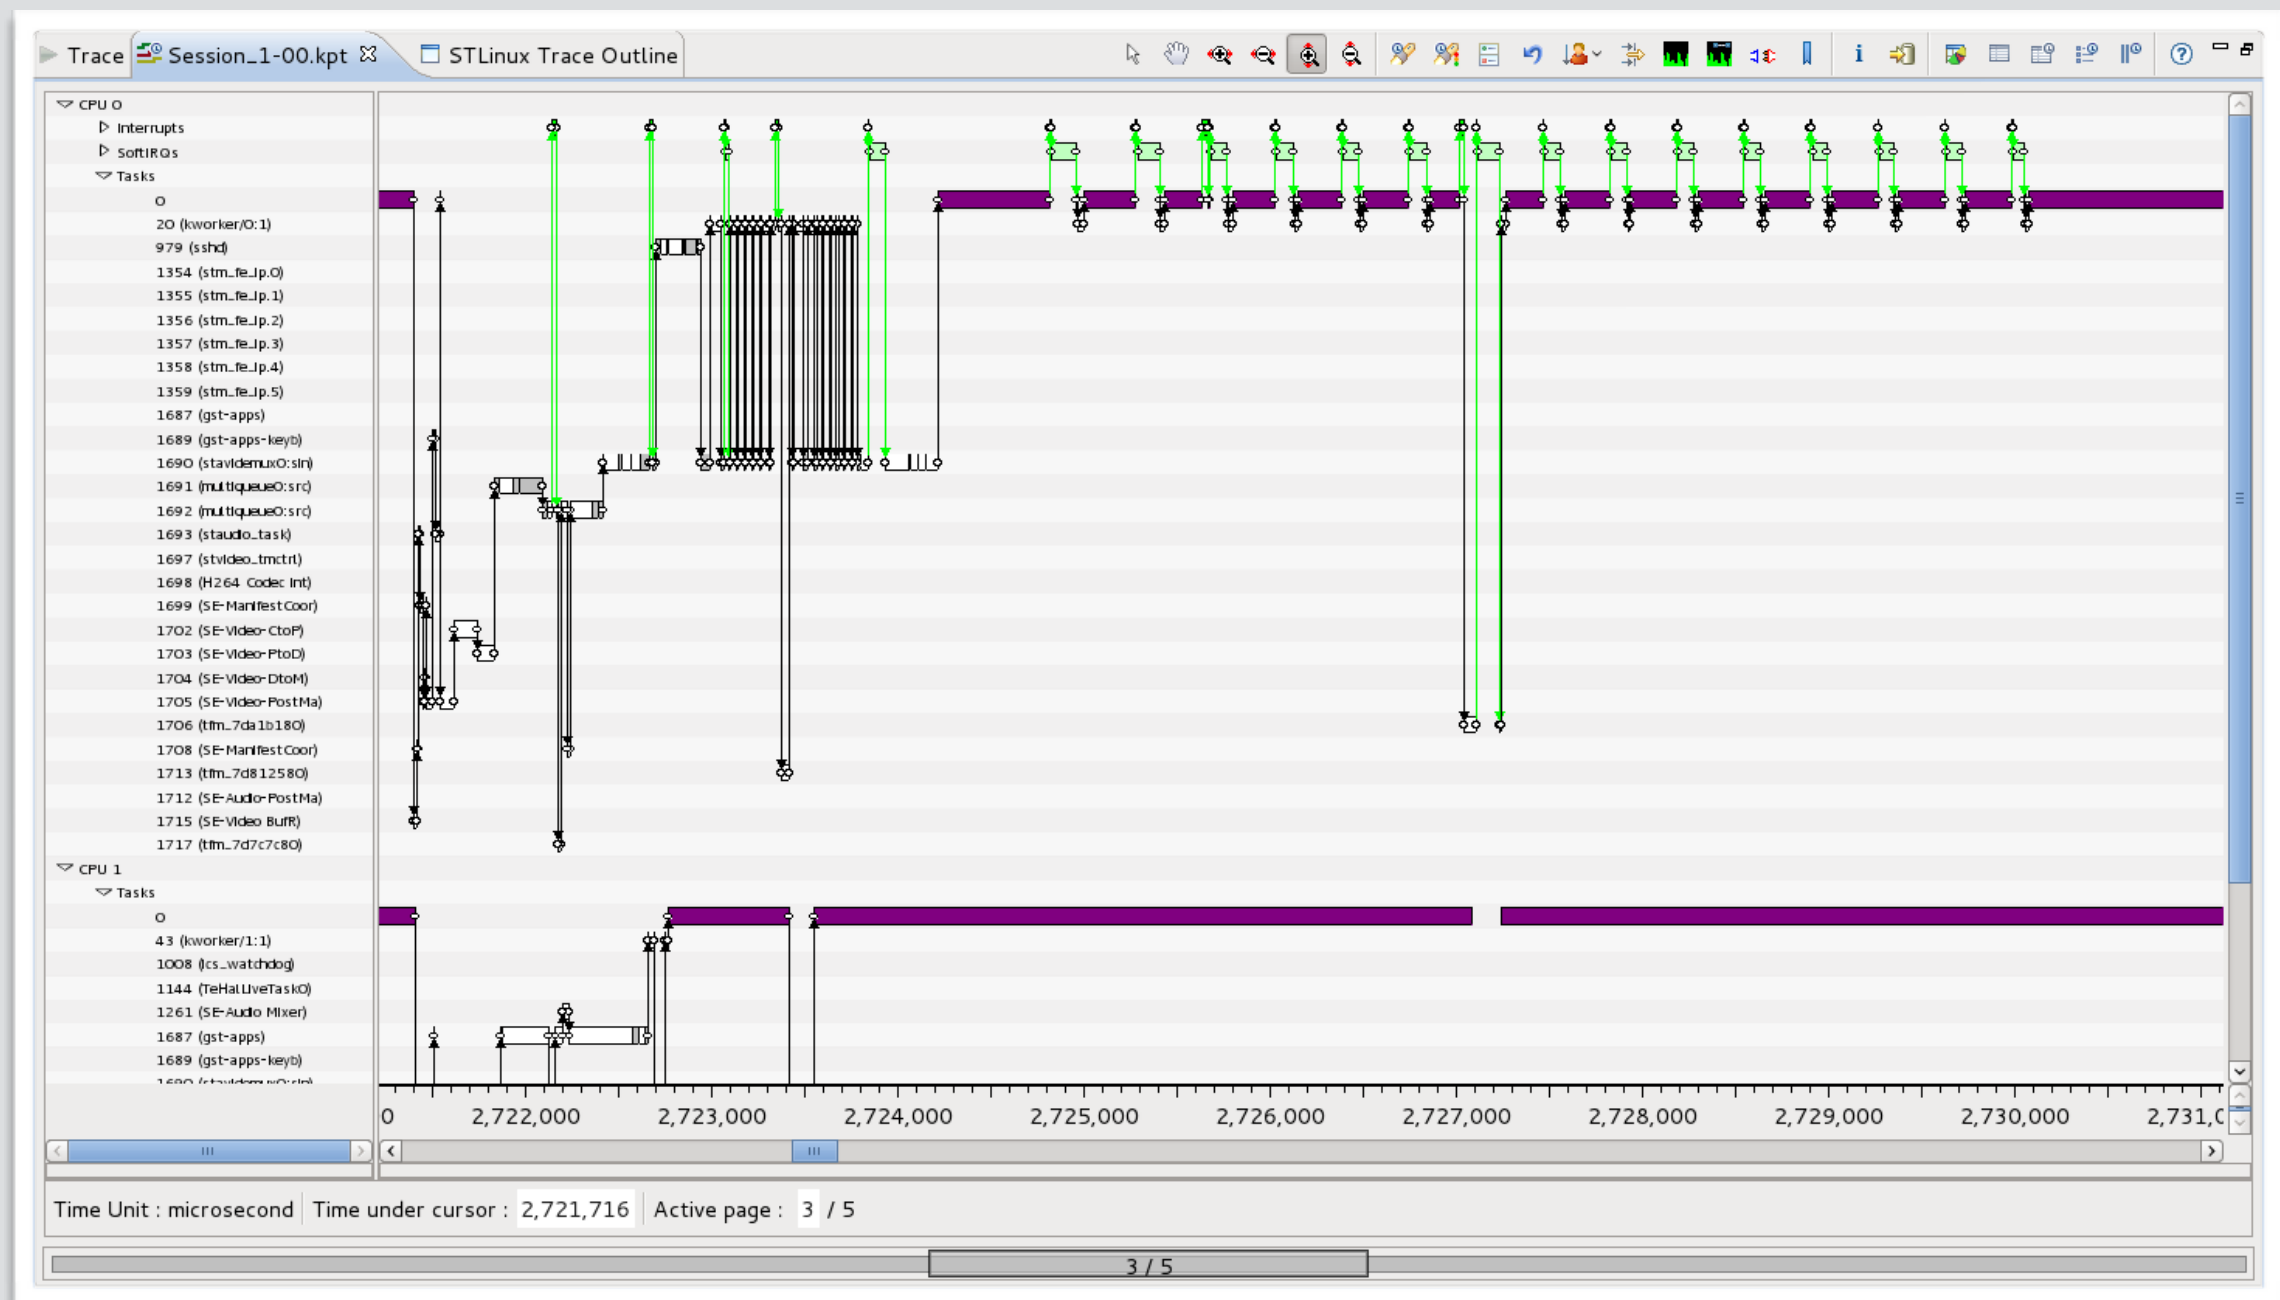 Trace Session_1-00.kpt STLinux Trace Outline
CPU 0
Interrupts
SoftIRQs
Tasks
0
20 (kworker/0:1)
979 (sshd)
1354 (stm_fe_ip.0)
1355 (stm_fe_ip.1)
1356 (stm_fe_ip.2)
1357 (stm_fe_ip.3)
1358 (stm_fe_ip.4)
1359 (stm_fe_ip.5)
1687 (gst-apps)
1689 (gst-apps-keyb)
1690 (stavidemux0:sin)
1691 (multiqueue0:src)
1692 (multiqueue0:src)
1693 (staudio_task)
1697 (stvideo_tmctrl)
1698 (H264 Codec Int)
1699 (SE-ManifestCoor)
1702 (SE-Video-CtoP)
1703 (SE-Video-PtoD)
1704 (SE-Video-DtoM)
1705 (SE-Video-PostMa)
1706 (tfm_7da1b180)
1708 (SE-ManifestCoor)
1713 (tfm_7d812580)
1712 (SE-Audio-PostMa)
1715 (SE-Video BufR)
1717 (tfm_7d7c7c80)
CPU 1
Tasks
0
43 (kworker/1:1)
1008 (lcs_watchdog)
1144 (TeHalLiveTask0)
1261 (SE-Audio Mixer)
1687 (gst-apps)
1689 (gst-apps-keyb)
1690 (stavidemux0:sin)
0 2,722,000 2,723,000 2,724,000 2,725,000 2,726,000 2,727,000 2,728,000 2,729,000 2,730,000 2,731,0
Time Unit : microsecond Time under cursor : 2,721,716 Active page : 3 / 5
3 / 5